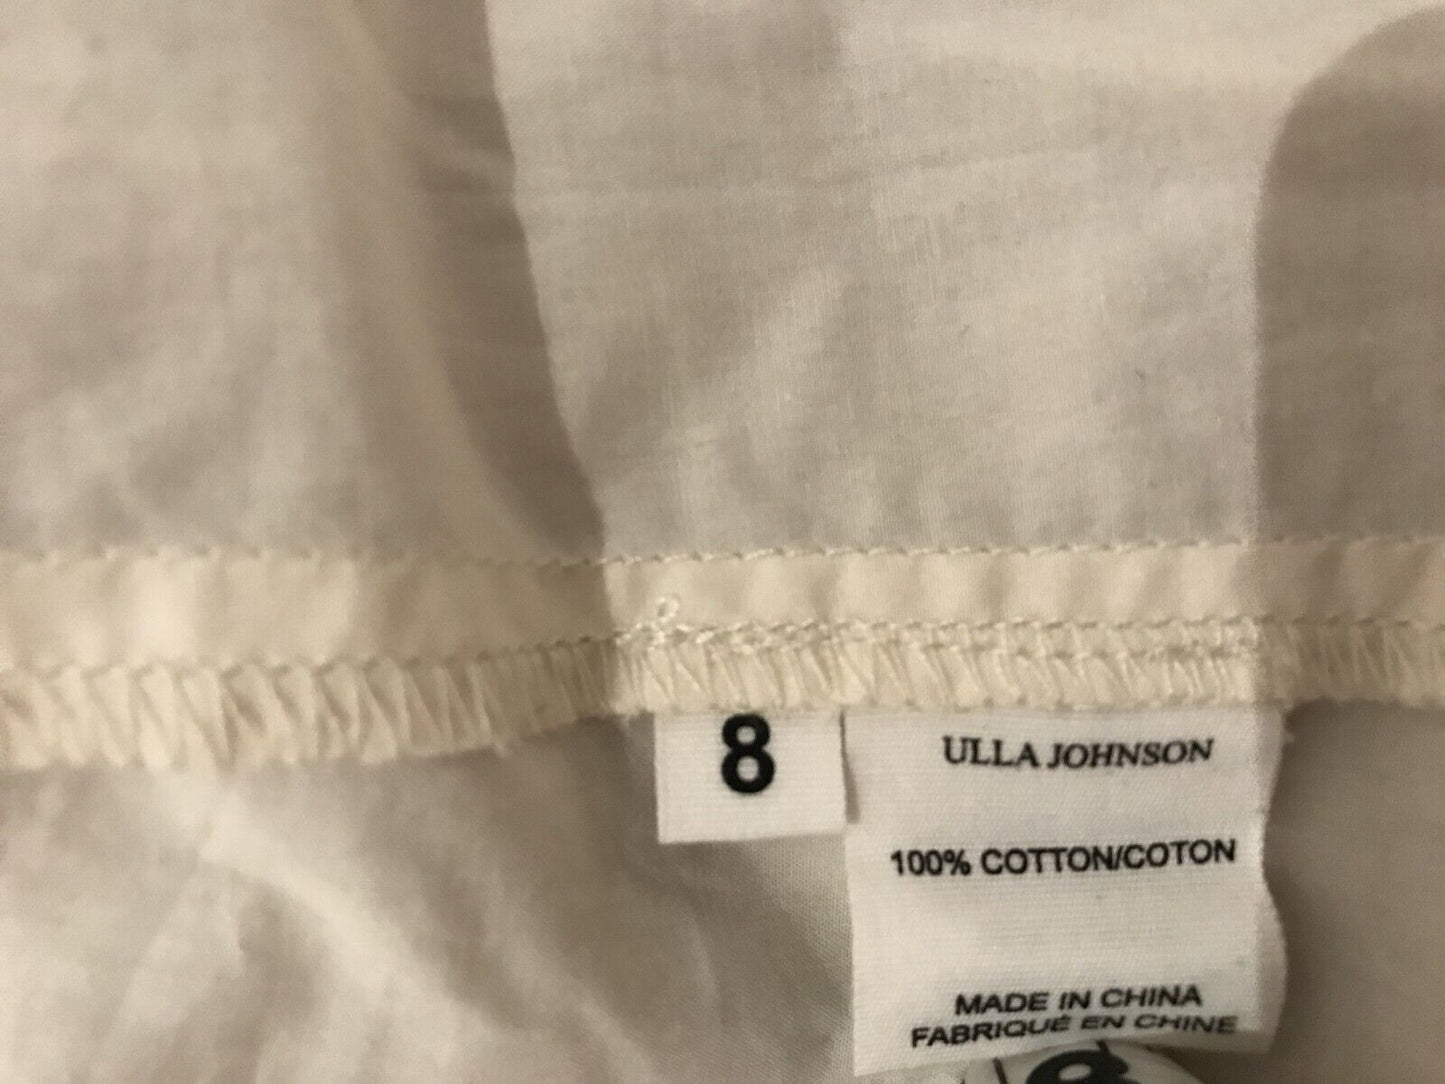 8
ULLA JOHNSON
100% COTTON/COTON
MADE IN CHINA
FABRIQUÉ EN CHINE